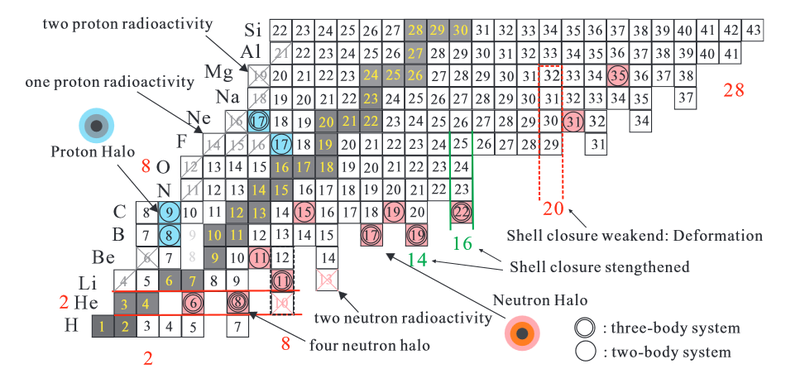 two proton radioactivity
Si 22 23 24 25 26 27 28 29 30 31 32 33 34 35 36 37 38 39 40 41 42 43
Al 21 22 23 24 25 26 27 28 29 30 31 32 33 34 35 36 37 38 39 40 41
Mg 19 20 21 22 23 24 25 26 27 28 29 30 31 32 33 34 35 36 37 38
28
one proton radioactivity
Na 18 19 20 21 22 23 24 25 26 27 28 29 30 31 32 33 34 35 37
Ne 16 17 18 19 20 21 22 23 24 25 26 27 28 29 30 31 32 34
F 14 15 16 17 18 19 20 21 22 23 24 25 26 27 28 29 31
Proton Halo
8 O 12 13 14 15 16 17 18 19 20 21 22 23 24
N 11 12 13 14 15 16 17 18 19 20 21 22 23
C 8 9 10 11 12 13 14 15 16 17 18 19 20 22
20
B 7 8 9 10 11 12 13 14 15 17 19
16
Shell closure weakend: Deformation
Be 6 7 8 9 10 11 12 14
14
Shell closure stengthened
Li 4 5 6 7 8 9 11 13
2 He 3 4 6 8 10
Neutron Halo
two neutron radioactivity
H 1 2 3 4 5 7
: three-body system
2
8
four neutron halo
: two-body system